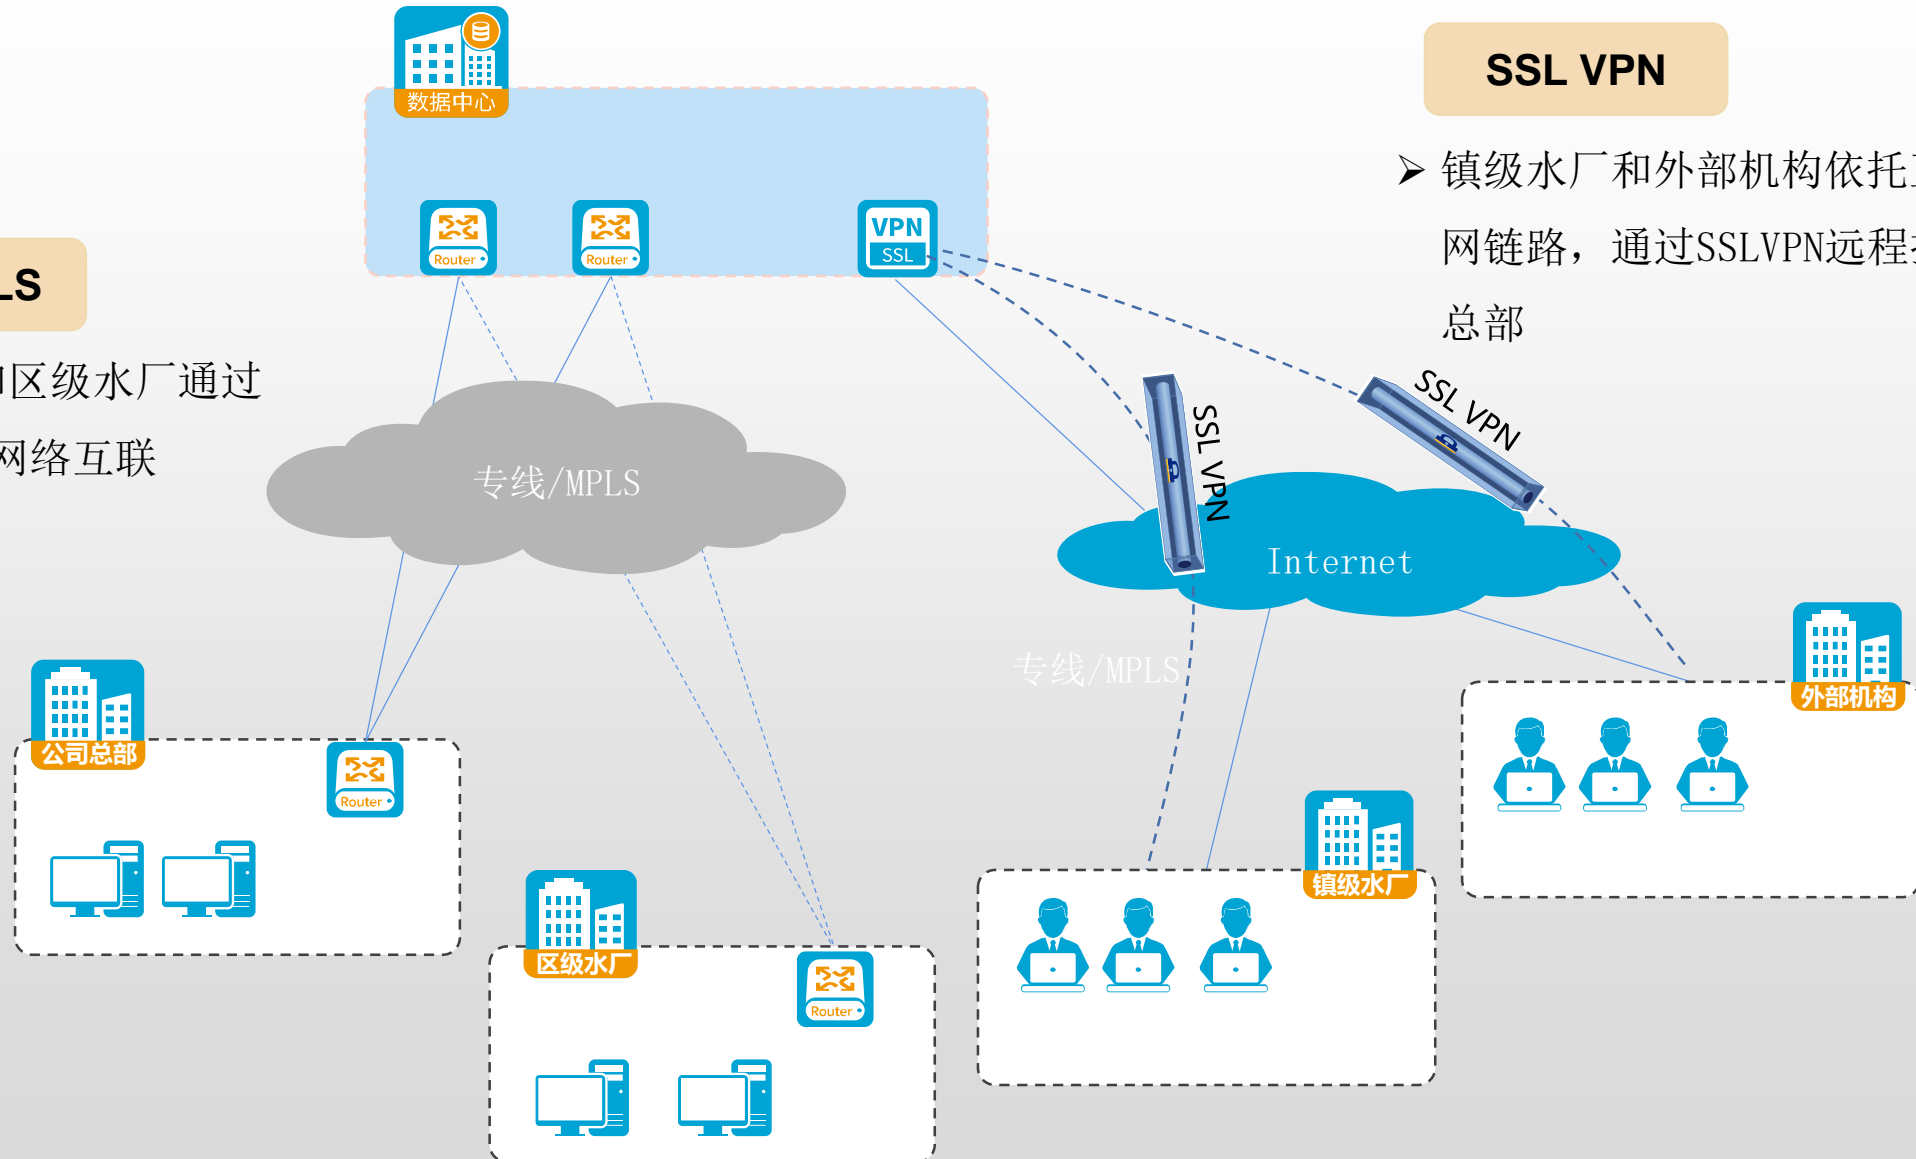 数据中心
Router
Router
VPN
SSL
SSL VPN
镇级水厂和外部机构依托
网链路，通过SSLVPN远程
总部
LS
区级水厂通过
网络互联
专线/MPLS
SSL VPN
SSL VPN
Internet
专线/MPLS
公司总部
Router
区级水厂
Router
镇级水厂
外部机构